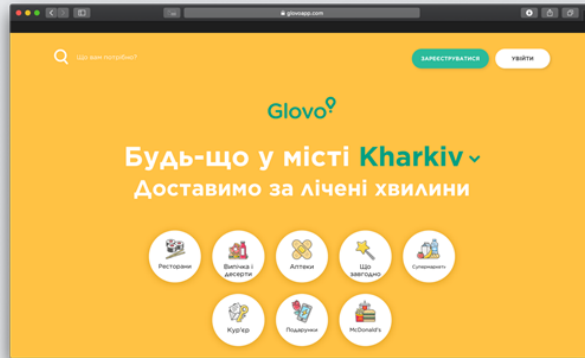 glovoapp.com
Що вам потрібно?
ЗАРЕЄСТРУВАТИСЯ
УВІЙТИ
Glovo
Будь-що у місті Kharkiv
Доставимо за лічені хвилини
Ресторани
Випічка і
десерти
Аптеки
Що
завгодно
Супермаркети
Кур'єр
Подарунки
McDonald's